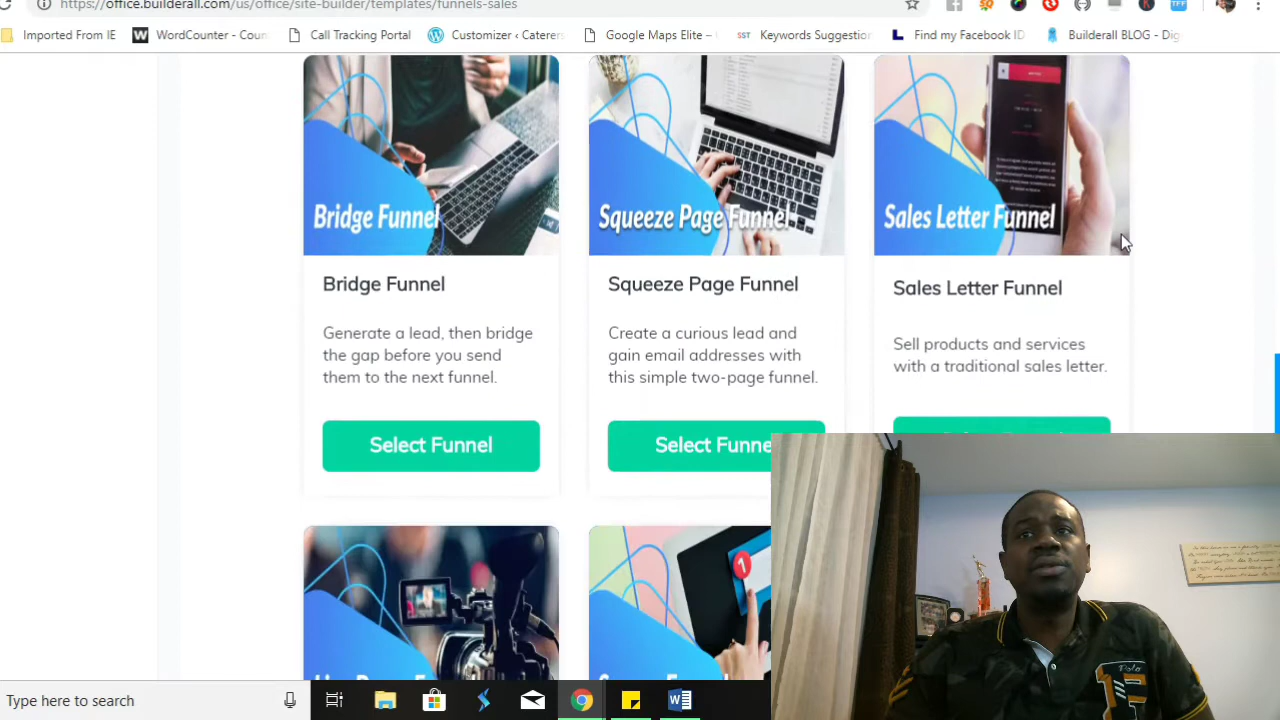 https://office.builderall.com/us/office/site-builder/templates/funnels-sales
Imported From IE
W WordCounter - Coun
Call Tracking Portal
Customizer ‹ Caterers
Google Maps Elite –
SST Keywords Suggestion
Find my Facebook ID
Builderall BLOG - Dig
Bridge Funnel
Squeeze Page Funnel
Sales Letter Funnel
Bridge Funnel
Generate a lead, then bridge
the gap before you send
them to the next funnel.
Select Funnel
Squeeze Page Funnel
Create a curious lead and
gain email addresses with
this simple two-page funnel.
Select Funne
Sales Letter Funnel
Sell products and services
with a traditional sales letter.
1
Type here to search
Polo